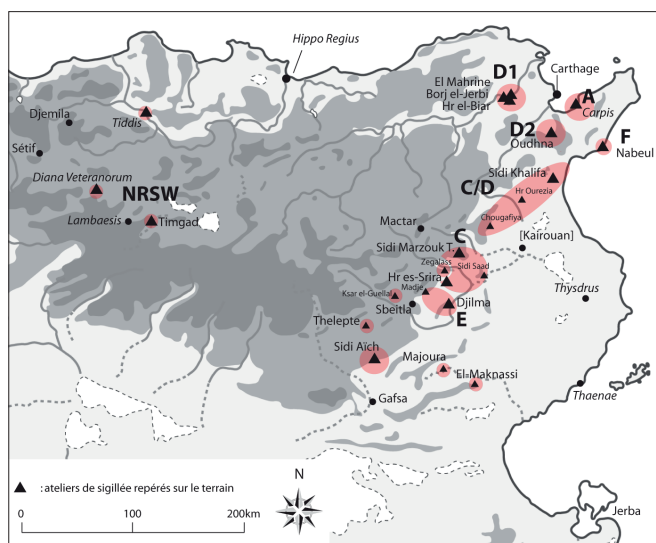 Hippo Regius
D1
El Mahrine
Borj el-Jerbi
Hr el-Biar
Carthage
A
Carpis
Djemila
Tiddis
D2
Oudhna
F
Nabeul
Sétif
Diana Veteranorum
NRSW
Sidi Khalifa
C/D
Hr Ourezia
Lambaesis
Timgad
Mactar
Chougafiya
C
[Kairouan]
Sidi Marzouk T.
Zegalass
Sidi Saad
Hr es-Srira
Madje
Ksar el-Guellal
Sbeitla
Djilma
Thysdrus
E
Thelepte
Sidi Aïch
Majoura
El-Maknassi
Thaenae
Gafsa
N
: ateliers de sigillée repérés sur le terrain
0 100 200km
Jerba